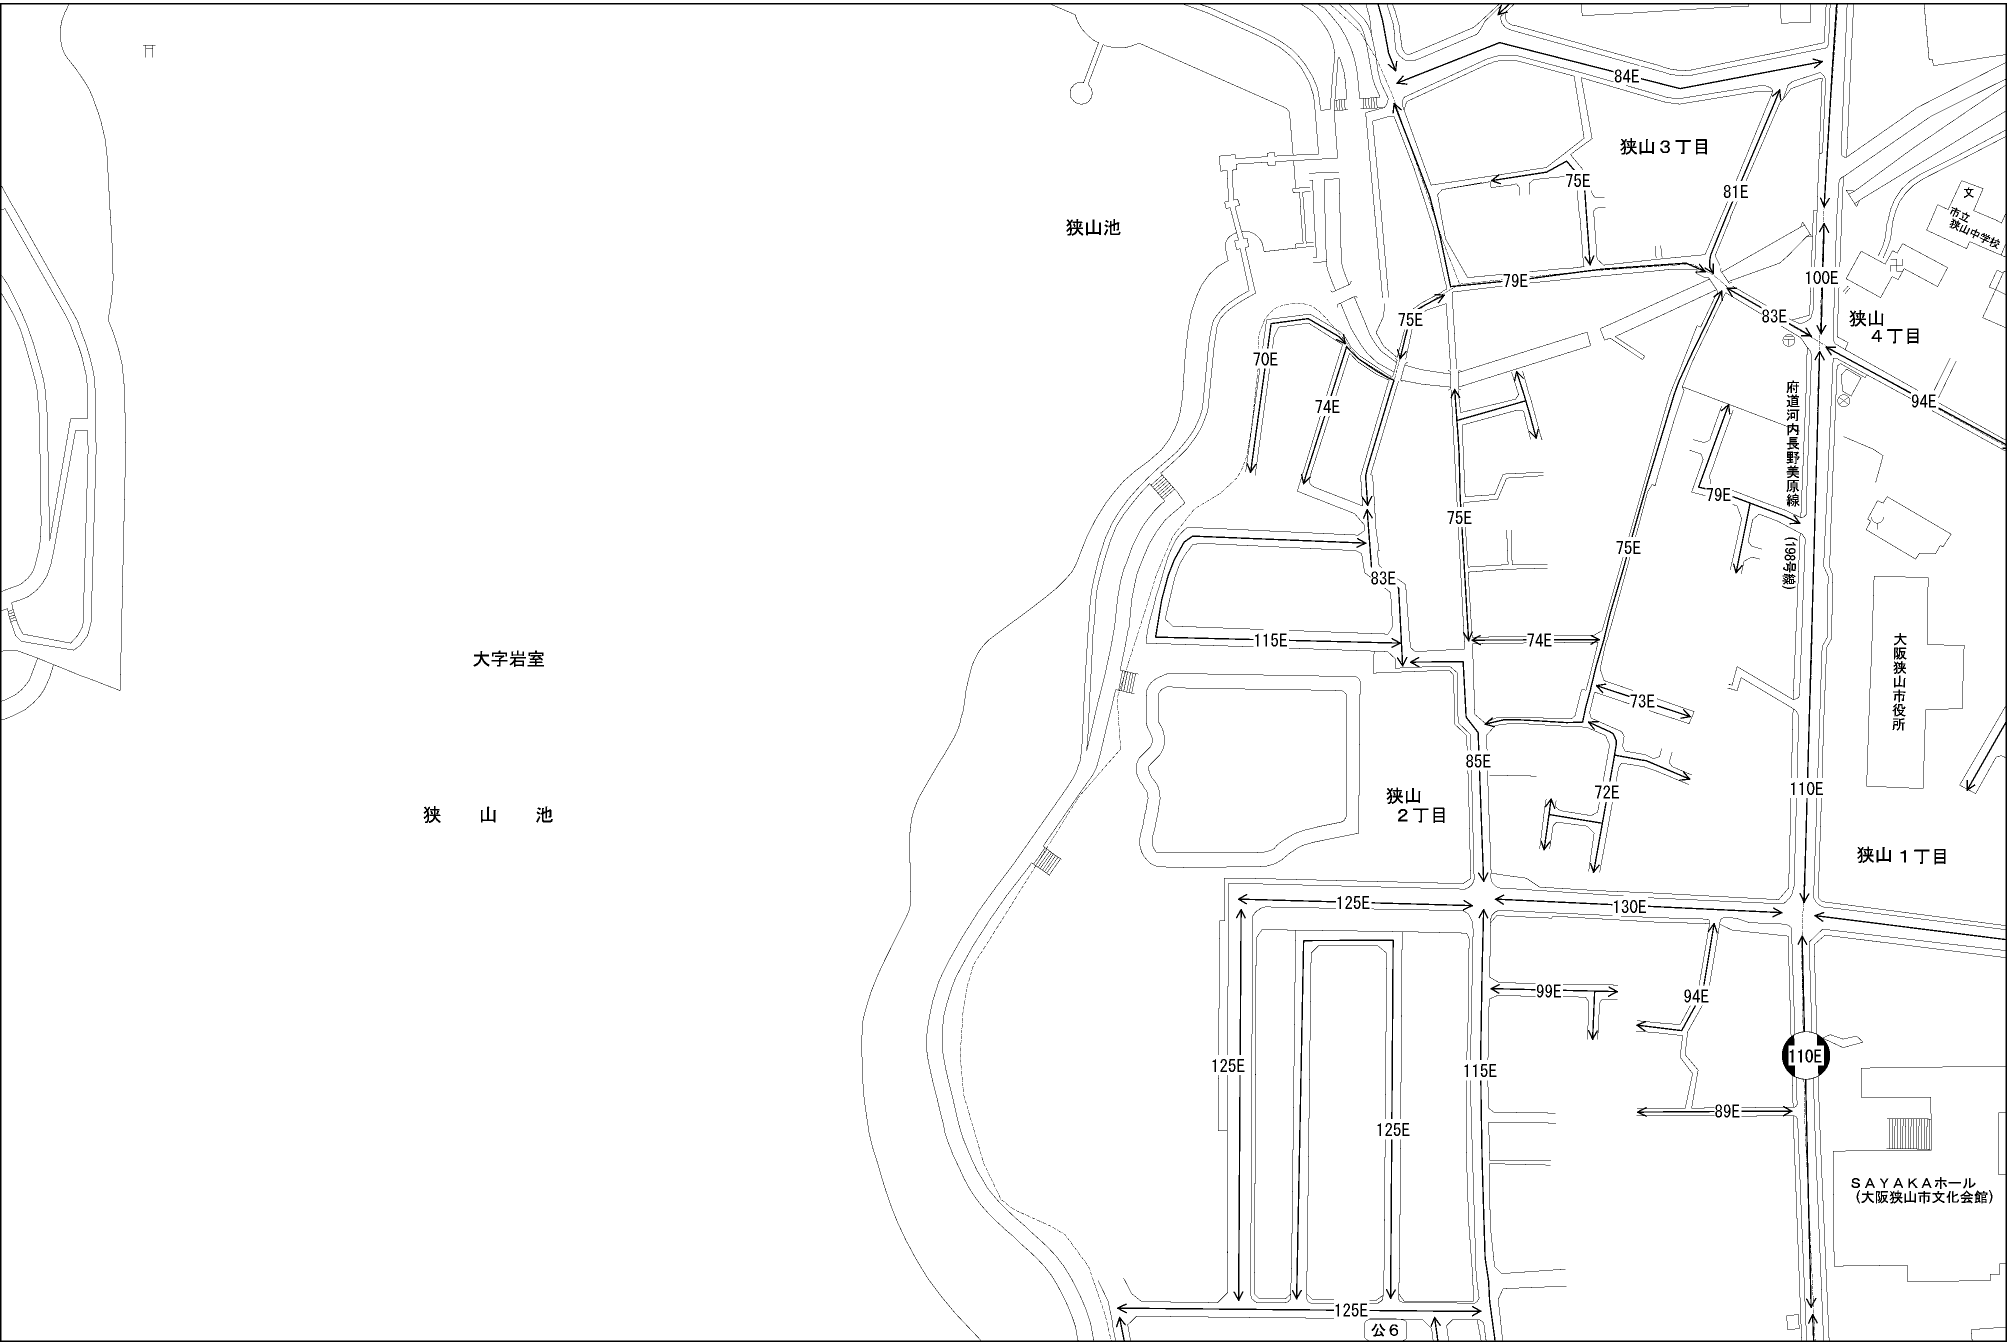 84E
狭山3丁目
75E
81E
文
市立
狭山中学校
狭山池
79E
100E
75E
83E
狭山
4丁目
70E
74E
94E
府道河内長野美原線
(198号線)
79E
75E
75E
83E
115E
74E
大字岩室
大阪狭山市役所
73E
85E
72E
110E
狭山
2丁目
狭山池
狭山1丁目
125E
130E
99E
94E
125E
115E
110E
125E
89E
SAYAKAホール
(大阪狭山市文化会館)
125E
公6